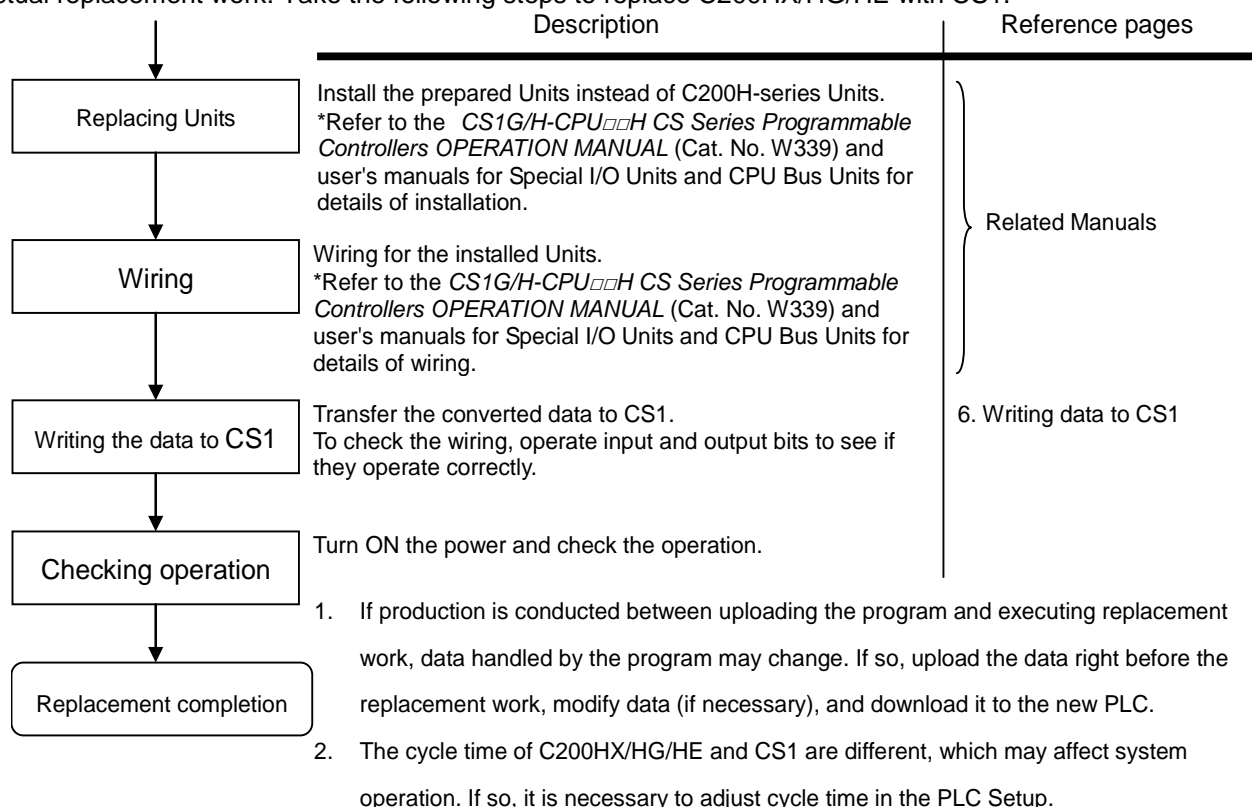 ctual replacement work. Take the following steps to replace C200HX/HG/HE with CS1.
Description
Reference pages
Replacing Units
Install the prepared Units instead of C200H-series Units.
*Refer to the CS1G/H-CPU□□H CS Series Programmable
Controllers OPERATION MANUAL (Cat. No. W339) and
user's manuals for Special I/O Units and CPU Bus Units for
details of installation.
Related Manuals
Wiring
Wiring for the installed Units.
*Refer to the CS1G/H-CPU□□H CS Series Programmable
Controllers OPERATION MANUAL (Cat. No. W339) and
user's manuals for Special I/O Units and CPU Bus Units for
details of wiring.
Writing the data to CS1
Transfer the converted data to CS1.
To check the wiring, operate input and output bits to see if
they operate correctly.
6. Writing data to CS1
Checking operation
Turn ON the power and check the operation.
Replacement completion
1. If production is conducted between uploading the program and executing replacement
work, data handled by the program may change. If so, upload the data right before the
replacement work, modify data (if necessary), and download it to the new PLC.
2. The cycle time of C200HX/HG/HE and CS1 are different, which may affect system
operation. If so, it is necessary to adjust cycle time in the PLC Setup.